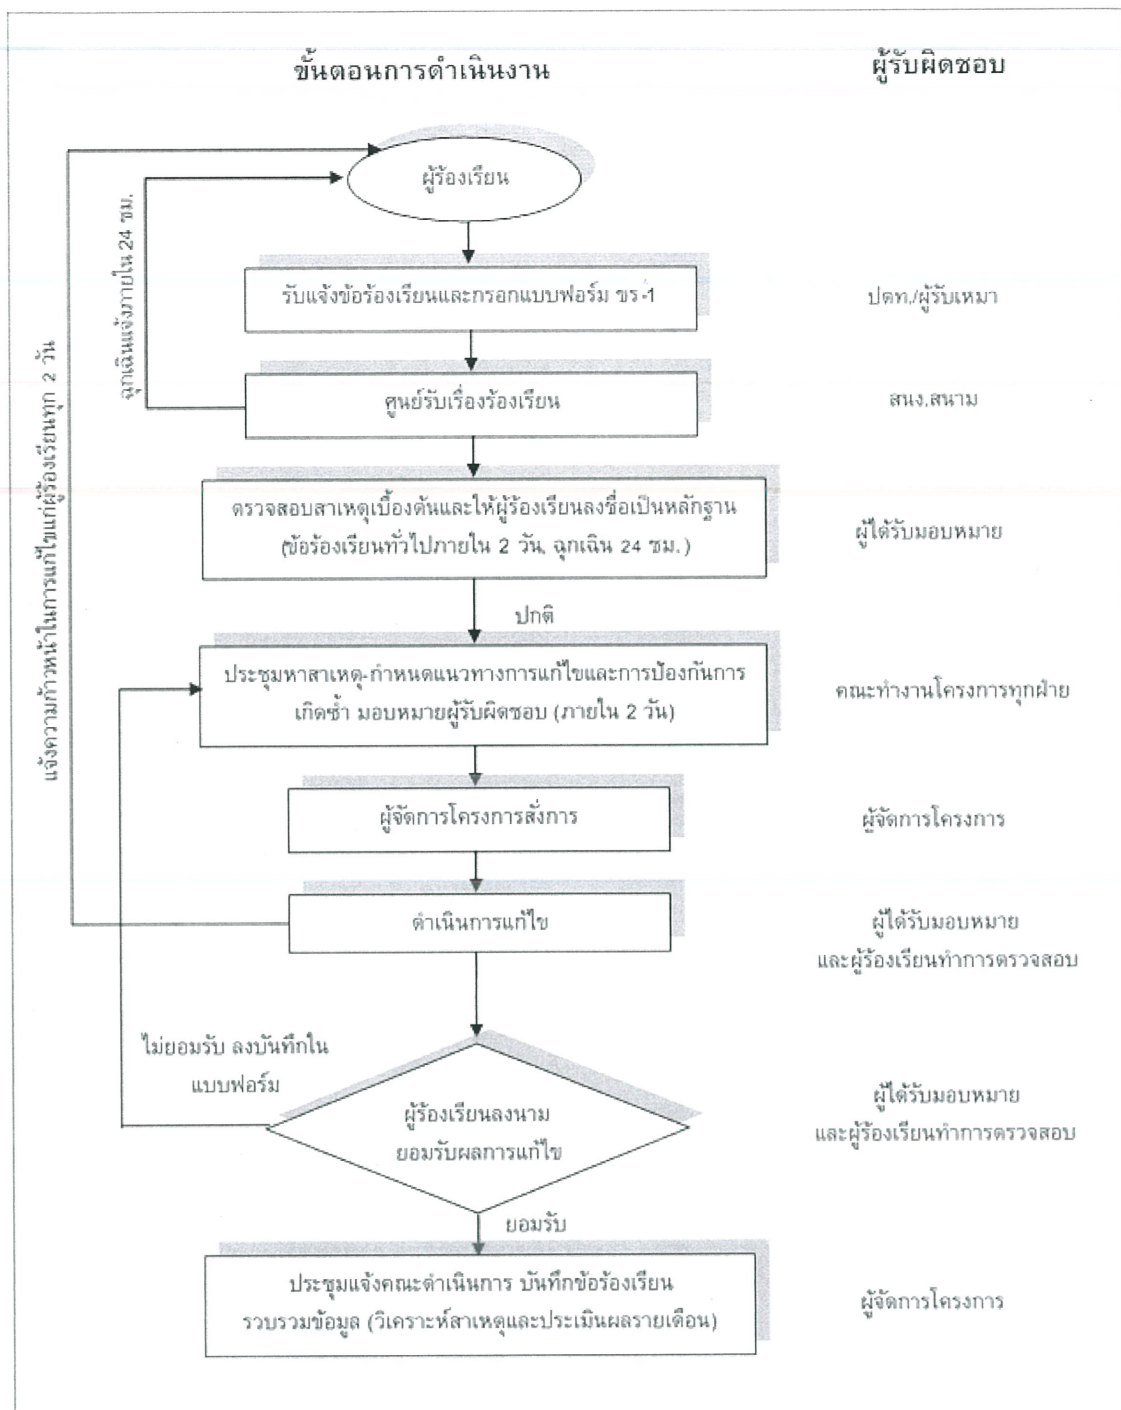 ขั้นตอนการดำเนินงาน
ผู้รับผิดชอบ
ผู้ร้องเรียน
รับแจ้งข้อร้องเรียนและกรอกแบบฟอร์ม ขร-1
ปตท./ผู้รับเหมา
ศูนย์รับเรื่องร้องเรียน
สนง.สนาม
ฉุกเฉินแจ้งภายใน 24 ชม.
แจ้งความก้าวหน้าในการแก้ไขแก่ผู้ร้องเรียนทุก 2 วัน
ตรวจสอบสาเหตุเบื้องต้นและให้ผู้ร้องเรียนลงชื่อเป็นหลักฐาน
(ข้อร้องเรียนทั่วไปภายใน 2 วัน, ฉุกเฉิน 24 ชม.)
ผู้ได้รับมอบหมาย
ปกติ
ประชุมหาสาเหตุ-กำหนดแนวทางการแก้ไขและการป้องกันการ
เกิดซ้ำ มอบหมายผู้รับผิดชอบ (ภายใน 2 วัน)
คณะทำงานโครงการทุกฝ่าย
ผู้จัดการโครงการสั่งการ
ผู้จัดการโครงการ
ดำเนินการแก้ไข
ผู้ได้รับมอบหมาย
และผู้ร้องเรียนทำการตรวจสอบ
ไม่ยอมรับ ลงบันทึกใน
แบบฟอร์ม
ผู้ร้องเรียนลงนาม
ยอมรับผลการแก้ไข
ผู้ได้รับมอบหมาย
และผู้ร้องเรียนทำการตรวจสอบ
ยอมรับ
ประชุมแจ้งคณะดำเนินการ บันทึกข้อร้องเรียน
รวบรวมข้อมูล (วิเคราะห์สาเหตุและประเมินผลรายเดือน)
ผู้จัดการโครงการ